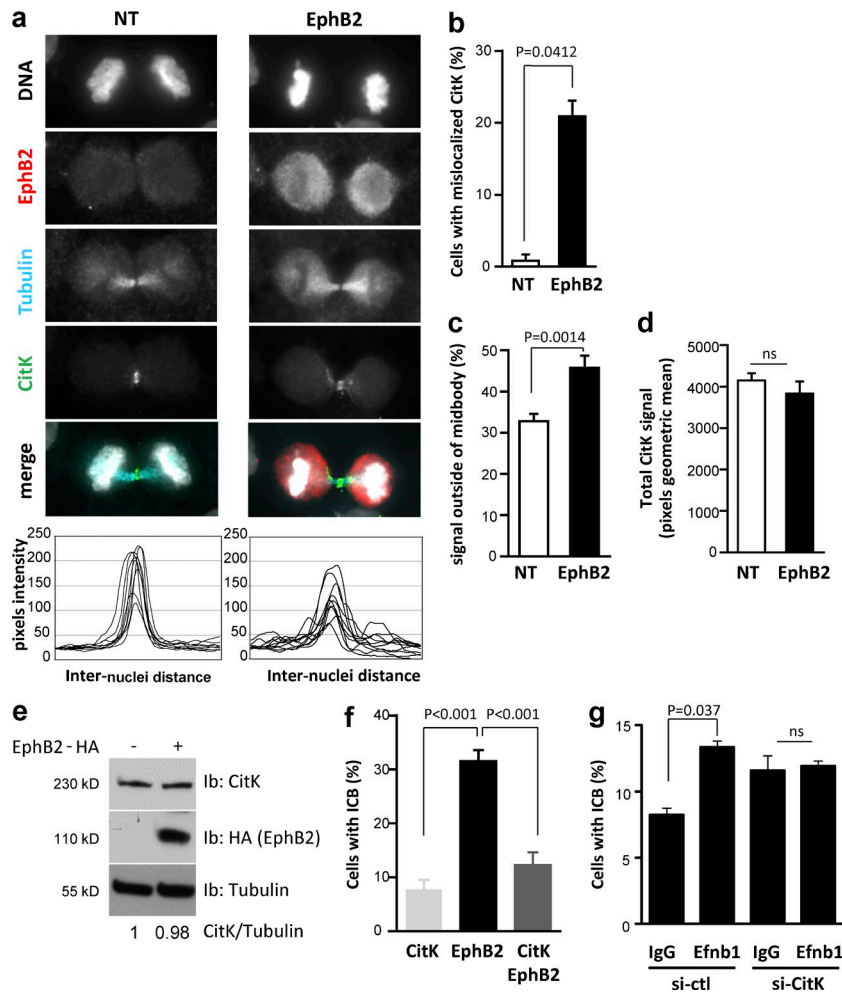 a
NT
EphB2
DNA
EphB2
Tubulin
CitK
merge
pixels intensity
250
200
150
100
50
0
250
200
150
100
50
0
Inter-nuclei distance
Inter-nuclei distance
b
Cells with mislocalized CitK (%)
30
20
10
0
P=0.0412
NT
EphB2
c
signal outside of midbody (%)
50
40
30
20
10
0
P=0.0014
NT
EphB2
d
Total CitK signal
(pixels geometric mean)
5000
4000
3000
2000
1000
0
ns
NT
EphB2
e
EphB2-HA - +
230 kD Ib: CitK
110 kD Ib: HA (EphB2)
55 kD Ib: Tubulin
1 0.98 CitK/Tubulin
f
Cells with ICB (%)
40
30
20
10
0
P<0.001
P<0.001
CitK
EphB2
CitK
EphB2
g
Cells with ICB (%)
15
10
5
0
P=0.037
ns
IgG Efnb1 IgG Efnb1
si-ctl si-CitK